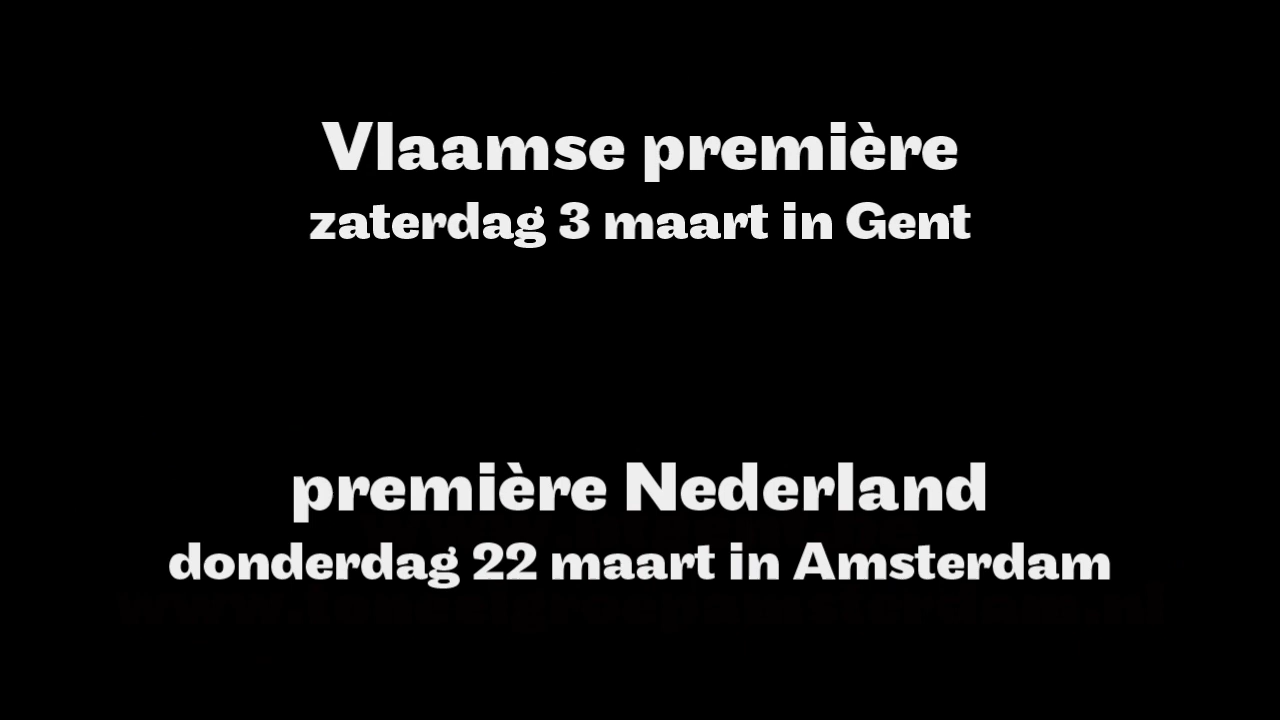 Vlaamse première
zaterdag 3 maart in Gent
première Nederland
donderdag 22 maart in Amsterdam